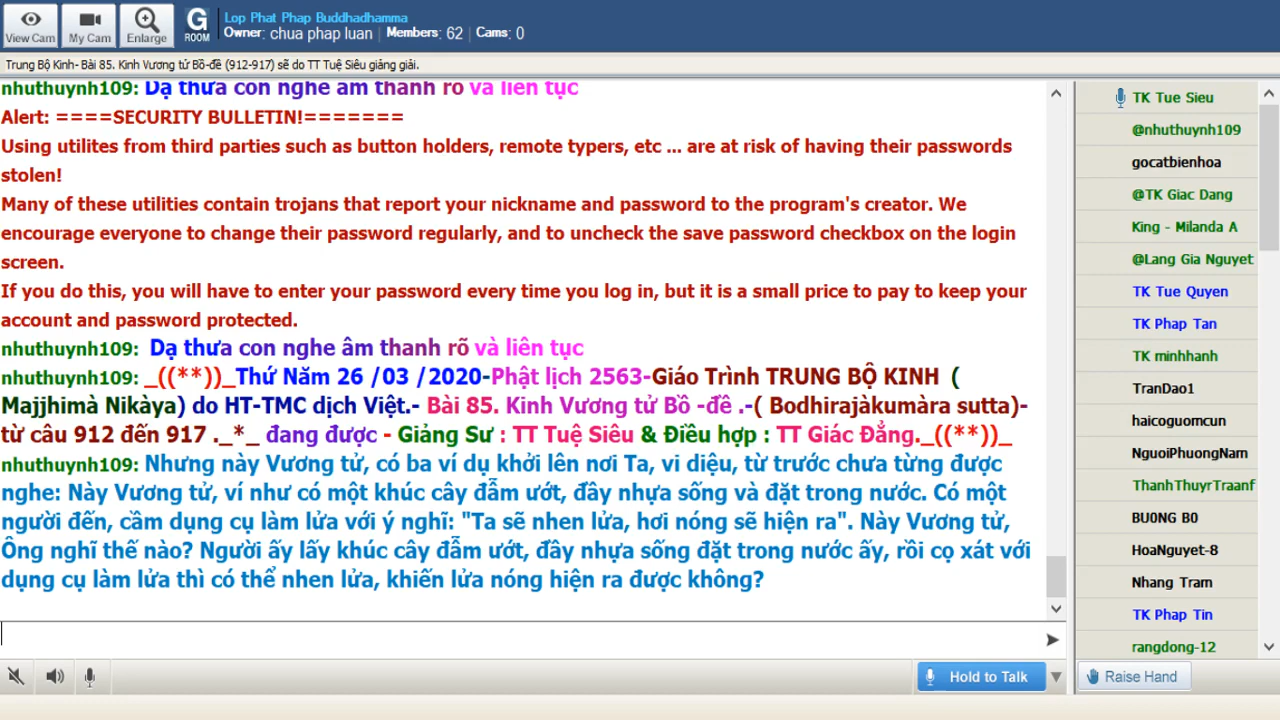 Lop Phat Phap Buddhadhamma
View Cam
My Cam
Enlarge
G
ROOM
Owner: chua phap luan
Members: 62
Cams: 0
Trung Bộ Kinh- Bài 85. Kinh Vương tử Bồ-đề (912-917) sẽ do TT Tuệ Siêu giảng giải.
nhuthuynh109: Dạ thưa con nghe âm thanh rõ và liên tục
Alert: ====SECURITY BULLETIN!=======
Using utilites from third parties such as button holders, remote typers, etc ... are at risk of having their passwords
stolen!
Many of these utilities contain trojans that report your nickname and password to the program's creator. We
encourage everyone to change their password regularly, and to uncheck the save password checkbox on the login
screen.
If you do this, you will have to enter your password every time you log in, but it is a small price to pay to keep your
account and password protected.
nhuthuynh109: Dạ thưa con nghe âm thanh rõ và liên tục
nhuthuynh109: _((**))_Thứ Năm 26 /03 /2020-Phật lịch 2563-Giáo Trình TRUNG BỘ KINH (
Majjhimà Nikàya) do HT-TMC dịch Việt.- Bài 85. Kinh Vương tử Bồ -đề .-( Bodhirajàkumàra sutta)-
từ câu 912 đến 917 ._*_ đang được - Giảng Sư : TT Tuệ Siêu & Điều hợp : TT Giác Đẳng._((**))_
nhuthuynh109: Nhưng này Vương tử, có ba ví dụ khởi lên nơi Ta, vi diệu, từ trước chưa từng được
nghe: Này Vương tử, ví như có một khúc cây đẫm ướt, đầy nhựa sống và đặt trong nước. Có một
người đến, cầm dụng cụ làm lửa với ý nghĩ: "Ta sẽ nhen lửa, hơi nóng sẽ hiện ra". Này Vương tử,
Ông nghĩ thế nào? Người ấy lấy khúc cây đẫm ướt, đầy nhựa sống đặt trong nước ấy, rồi cọ xát với
dụng cụ làm lửa thì có thể nhen lửa, khiến lửa nóng hiện ra được không?
TK Tue Sieu
@nhuthuynh109
gocatbienhoa
@TK Giac Dang
King - Milanda A
@Lang Gia Nguyet
TK Tue Quyen
TK Phap Tan
TK minhhanh
TranDao1
haicoguomcun
NguoiPhuongNam
ThanhThuyrTraanf
BU0NG B0
HoaNguyet-8
Nhang Tram
TK Phap Tin
rangdong-12
Hold to Talk
Raise Hand